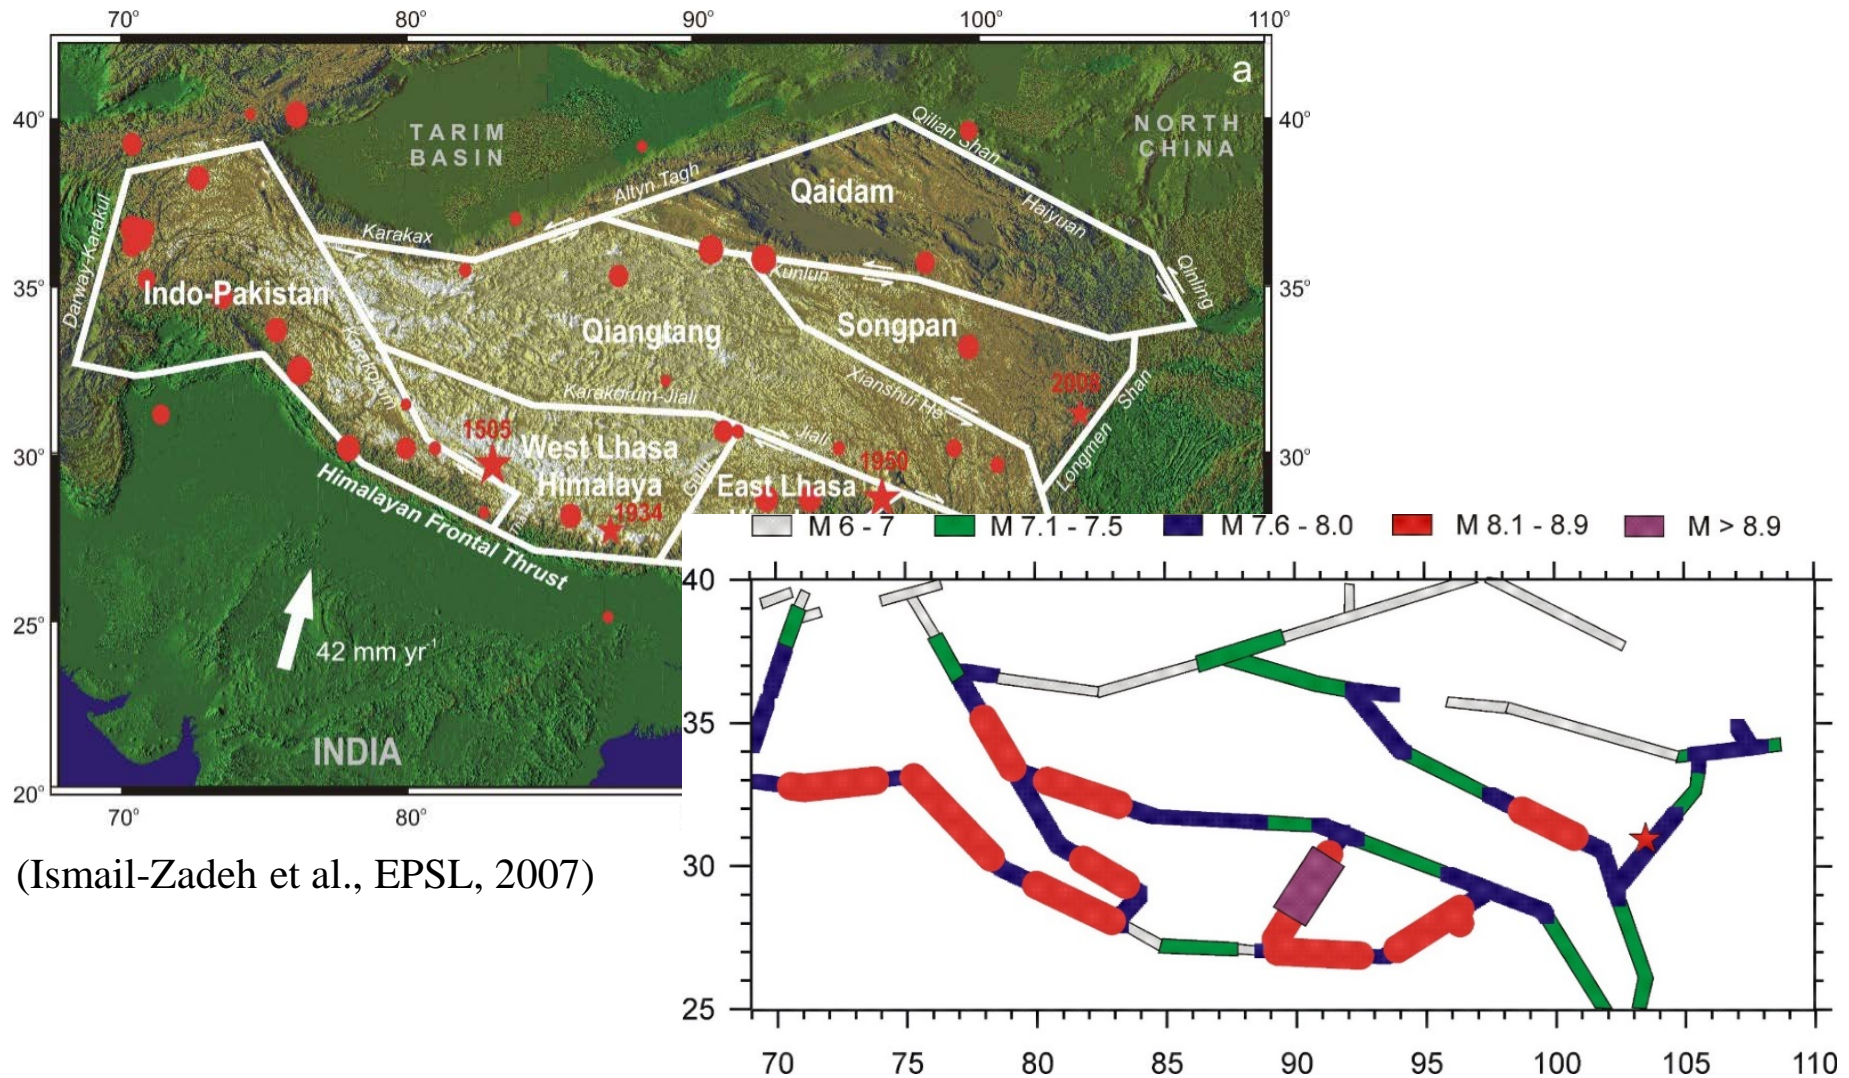 70° 80° 90° 100° 110°
a
40°
35°
30°
25°
20°
40°
35°
30°
70° 80°
TARIM
BASIN
NORTH
CHINA
Qilian Shan
Altyn Tagh
Qaidam
Haiyuan
Qinling
Karakax
Darway-Karakul
Kunlun
Indo-Pakistan
Qiangtang
Songpan
Karakorum
Xianshui He
2008
Karakorum-Jiali
Shan
Longmen
1505
West Lhasa
Himalaya
Jiali
1950
East Lhasa
1934
Himalayan Frontal Thrust
42 mm yr⁻¹
INDIA
M 6 - 7 M 7.1 - 7.5 M 7.6 - 8.0 M 8.1 - 8.9 M > 8.9
40
35
30
25
70 75 80 85 90 95 100 105 110
(Ismail-Zadeh et al., EPSL, 2007)